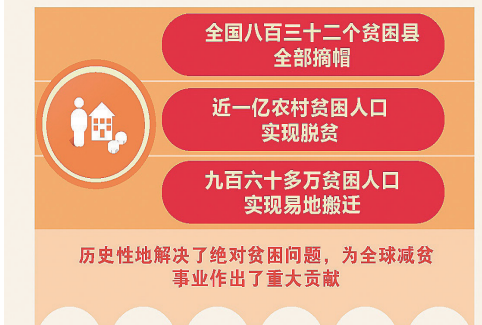 全国八百三十二个贫困县
全部摘帽
近一亿农村贫困人口
实现脱贫
九百六十多万贫困人口
实现易地搬迁
历史性地解决了绝对贫困问题，为全球减贫
事业作出了重大贡献